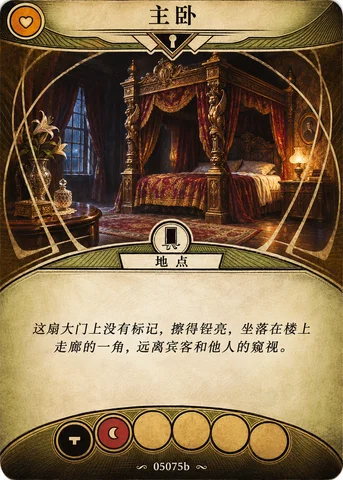 主卧
地点
这扇大门上没有标记，擦得锃亮，坐落在楼上
走廊的一角，远离宾客和他人的窥视。
05075b